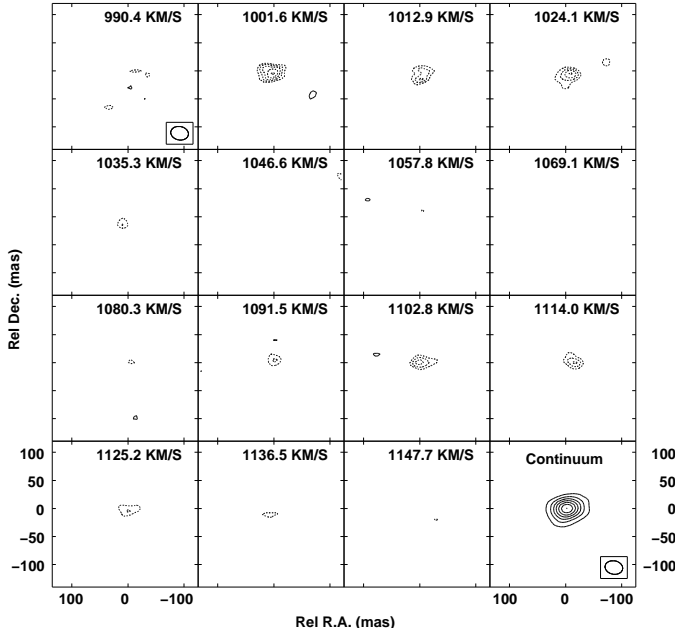 990.4 KM/S 1001.6 KM/S 1012.9 KM/S 1024.1 KM/S
1035.3 KM/S 1046.6 KM/S 1057.8 KM/S 1069.1 KM/S
Rel Dec. (mas)
1080.3 KM/S 1091.5 KM/S 1102.8 KM/S 1114.0 KM/S
1125.2 KM/S 1136.5 KM/S 1147.7 KM/S Continuum
100 100
50 50
0 0
−50 −50
−100 −100
100 0 −100 100 0 −100
Rel R.A. (mas)